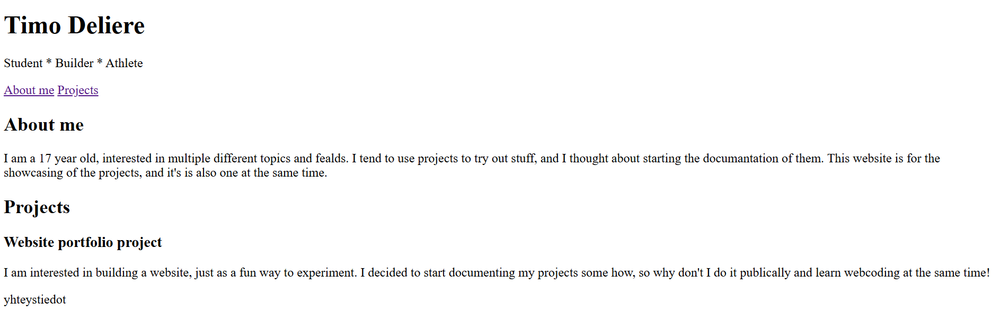 Timo Deliere
Student * Builder * Athlete
About me Projects
About me
I am a 17 year old, interested in multiple different topics and fealds. I tend to use projects to try out stuff, and I thought about starting the documantation of them. This website is for the
showcasing of the projects, and it's is also one at the same time.
Projects
Website portfolio project
I am interested in building a website, just as a fun way to experiment. I decided to start documenting my projects some how, so why don't I do it publically and learn webcoding at the same time!
yhteystiedot